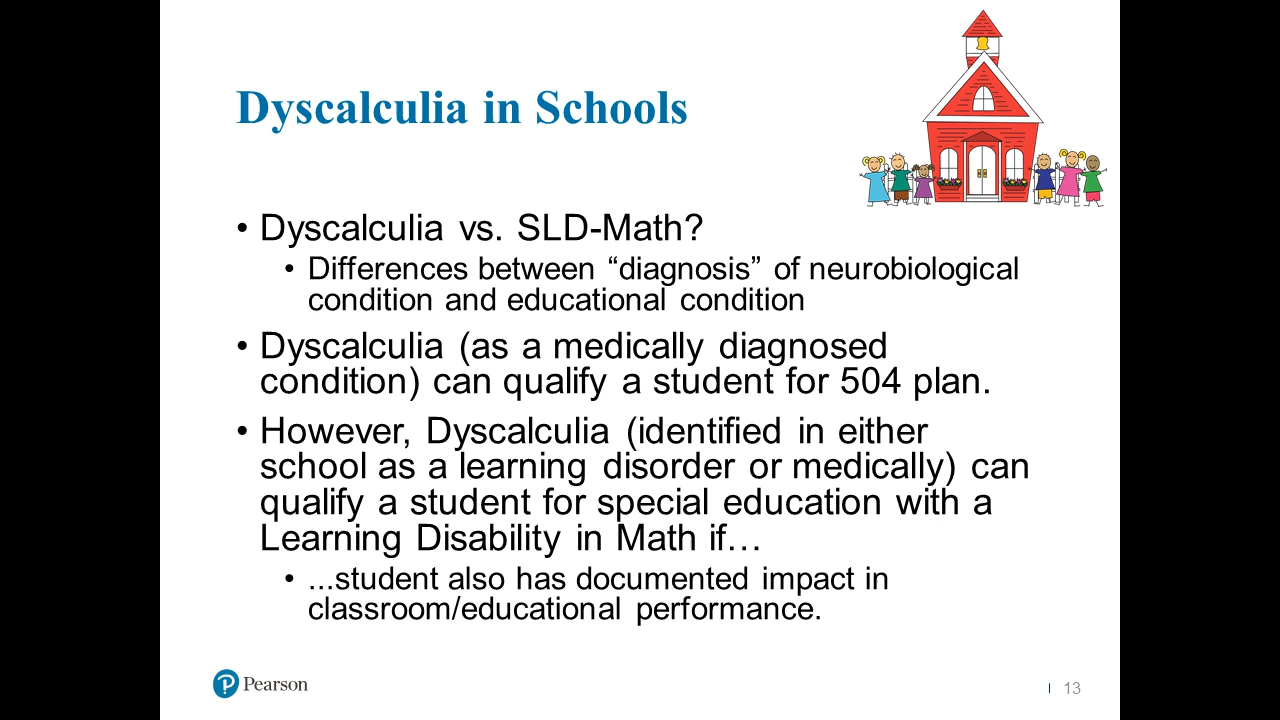 Dyscalculia in Schools
• Dyscalculia vs. SLD-Math?
• Differences between “diagnosis” of neurobiological
condition and educational condition
• Dyscalculia (as a medically diagnosed
condition) can qualify a student for 504 plan.
• However, Dyscalculia (identified in either
school as a learning disorder or medically) can
qualify a student for special education with a
Learning Disability in Math if…
• ...student also has documented impact in
classroom/educational performance.
P Pearson
| 13